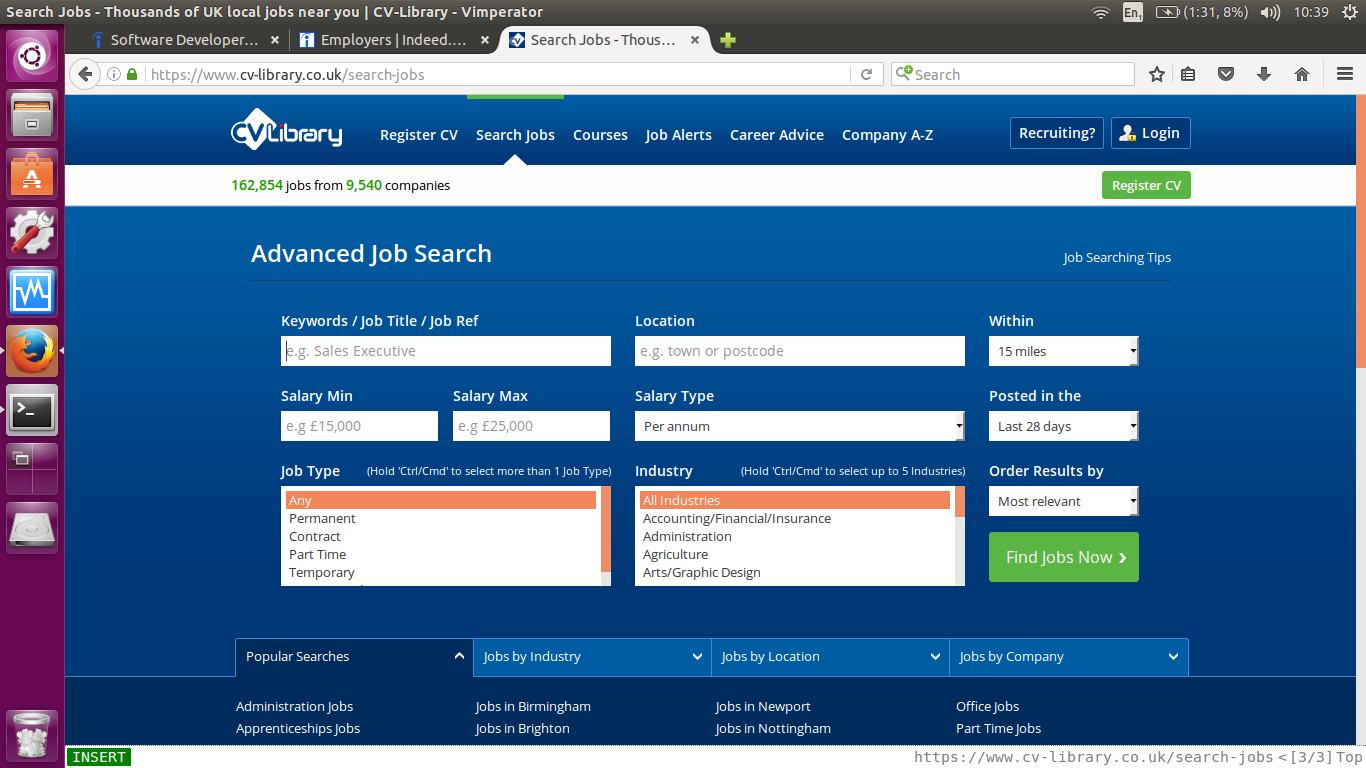 Search Jobs - Thousands of UK local jobs near you | CV-Library - Vimperator
En1 (1:31, 8%) 10:39
Software Developer... × Employers | Indeed.... × Search Jobs - Thous... ×
https://www.cv-library.co.uk/search-jobs Search
CVLibrary Register CV Search Jobs Courses Job Alerts Career Advice Company A-Z Recruiting? Login
162,854 jobs from 9,540 companies Register CV
Advanced Job Search Job Searching Tips
Keywords / Job Title / Job Ref Location Within
e.g. Sales Executive e.g. town or postcode 15 miles
Salary Min Salary Max Salary Type Posted in the
e.g £15,000 e.g £25,000 Per annum Last 28 days
Job Type (Hold 'Ctrl/Cmd' to select more than 1 Job Type) Industry (Hold 'Ctrl/Cmd' to select up to 5 Industries) Order Results by
Any All Industries Most relevant
Permanent Accounting/Financial/Insurance
Contract Administration
Part Time Agriculture Find Jobs Now ›
Temporary Arts/Graphic Design
Popular Searches Jobs by Industry Jobs by Location Jobs by Company
Administration Jobs Jobs in Birmingham Jobs in Newport Office Jobs
Apprenticeships Jobs Jobs in Brighton Jobs in Nottingham Part Time Jobs
INSERT https://www.cv-library.co.uk/search-jobs < [3/3] Top